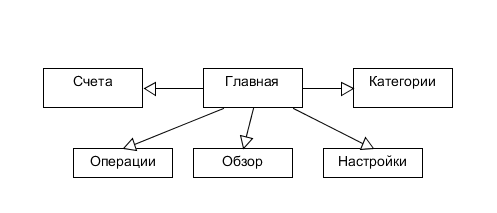 Счета
Главная
Категории
Операции
Обзор
Настройки